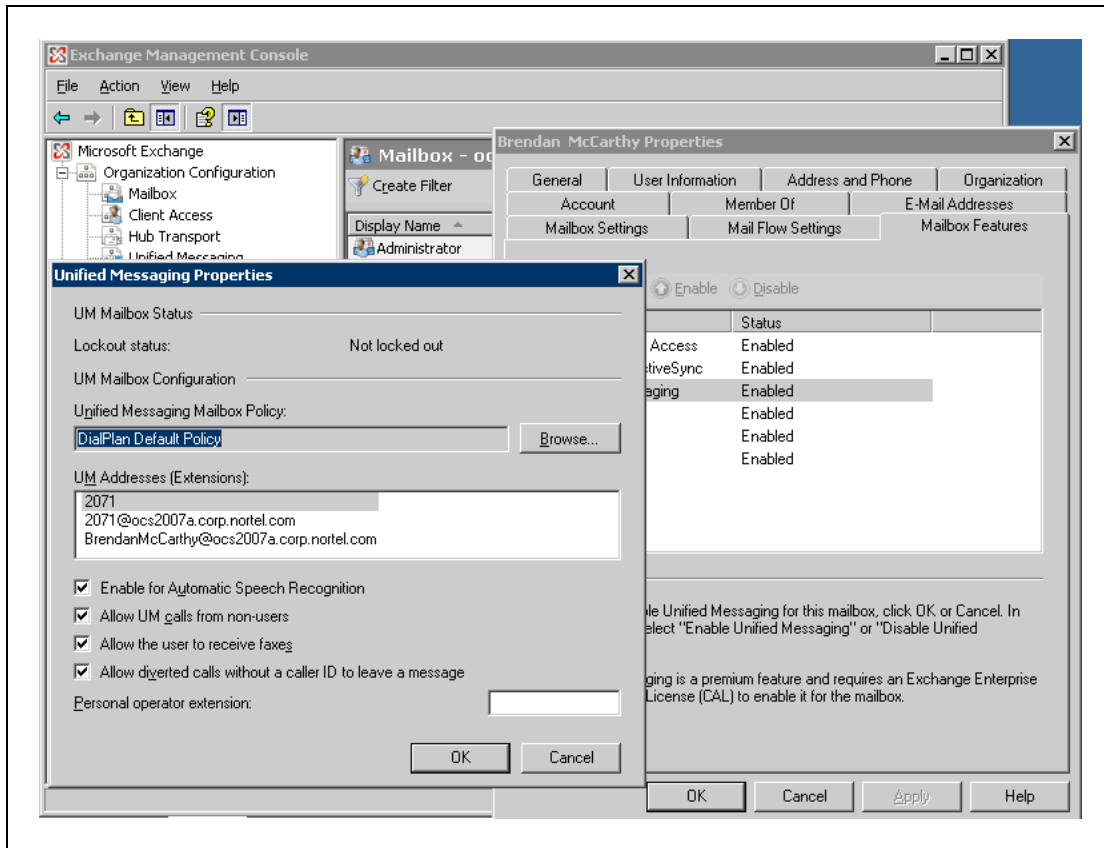 Exchange Management Console
File Action View Help
Microsoft Exchange
Organization Configuration
Mailbox
Client Access
Hub Transport
Unified Messaging
Mailbox - oc
Create Filter
Display Name
Administrator
Brendan McCarthy Properties
General User Information Address and Phone Organization
Account Member Of E-Mail Addresses
Mailbox Settings Mail Flow Settings Mailbox Features
Enable Disable
Status
Access Enabled
tiveSync Enabled
aging Enabled
Enabled
Enabled
Enabled
le Unified Messaging for this mailbox, click OK or Cancel. In
elect "Enable Unified Messaging" or "Disable Unified
ging is a premium feature and requires an Exchange Enterprise
License (CAL) to enable it for the mailbox.
OK Cancel Apply Help
Unified Messaging Properties
UM Mailbox Status
Lockout status: Not locked out
UM Mailbox Configuration
Unified Messaging Mailbox Policy:
DialPlan Default Policy Browse...
UM Addresses (Extensions):
2071
2071@ocs2007a.corp.nortel.com
BrendanMcCarthy@ocs2007a.corp.nortel.com
Enable for Automatic Speech Recognition
Allow UM calls from non-users
Allow the user to receive faxes
Allow diverted calls without a caller ID to leave a message
Personal operator extension:
OK Cancel